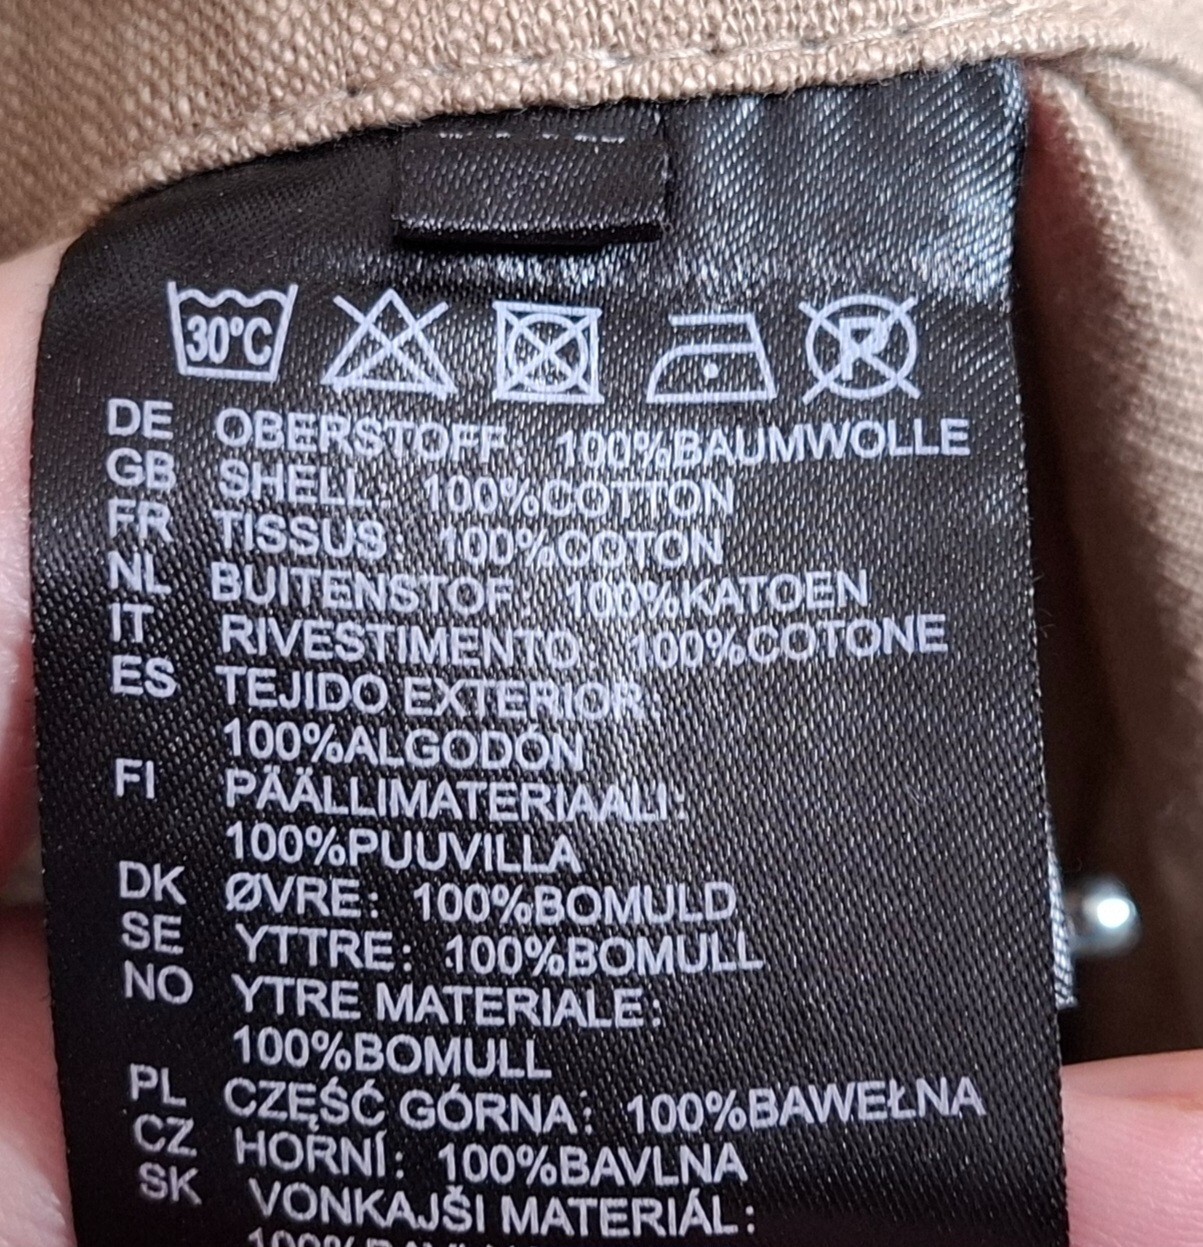 30°C
P
DE OBERSTOFF: 100%BAUMWOLLE
GB SHELL: 100%COTTON
FR TISSUS: 100%COTON
NL BUITENSTOF: 100%KATOEN
IT RIVESTIMENTO: 100%COTONE
ES TEJIDO EXTERIOR:
100%ALGODÓN
FI PÄÄLLIMATERIAALI:
100%PUUVILLA
DK ØVRE: 100%BOMULD
SE YTTRE: 100%BOMULL
NO YTRE MATERIALE:
100%BOMULL
PL CZĘŚĆ GÓRNA: 100%BAWEŁNA
CZ HORNÍ: 100%BAVLNA
SK VONKAJŠI MATERIÁL: